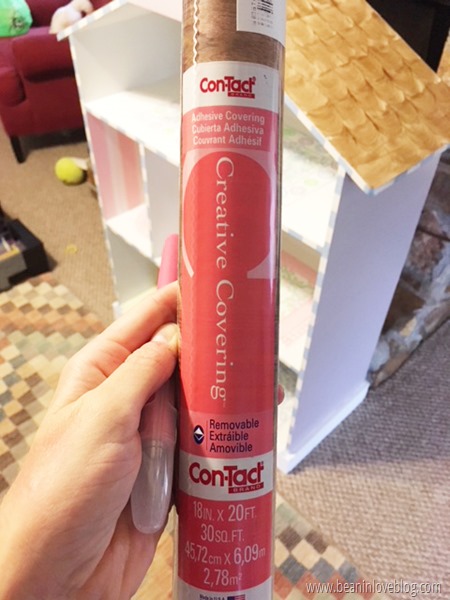 Con-Tact
BRAND
Adhesive Covering
Cubierta Adhesiva
Couvrant Adhésif
Creative Covering
Removable
Extraíble
Amovible
Con-Tact
BRAND
18IN. X 20FT.
30SQ. FT.
45,72cm X 6,09m
2,78m²
www.beaninloveblog.com